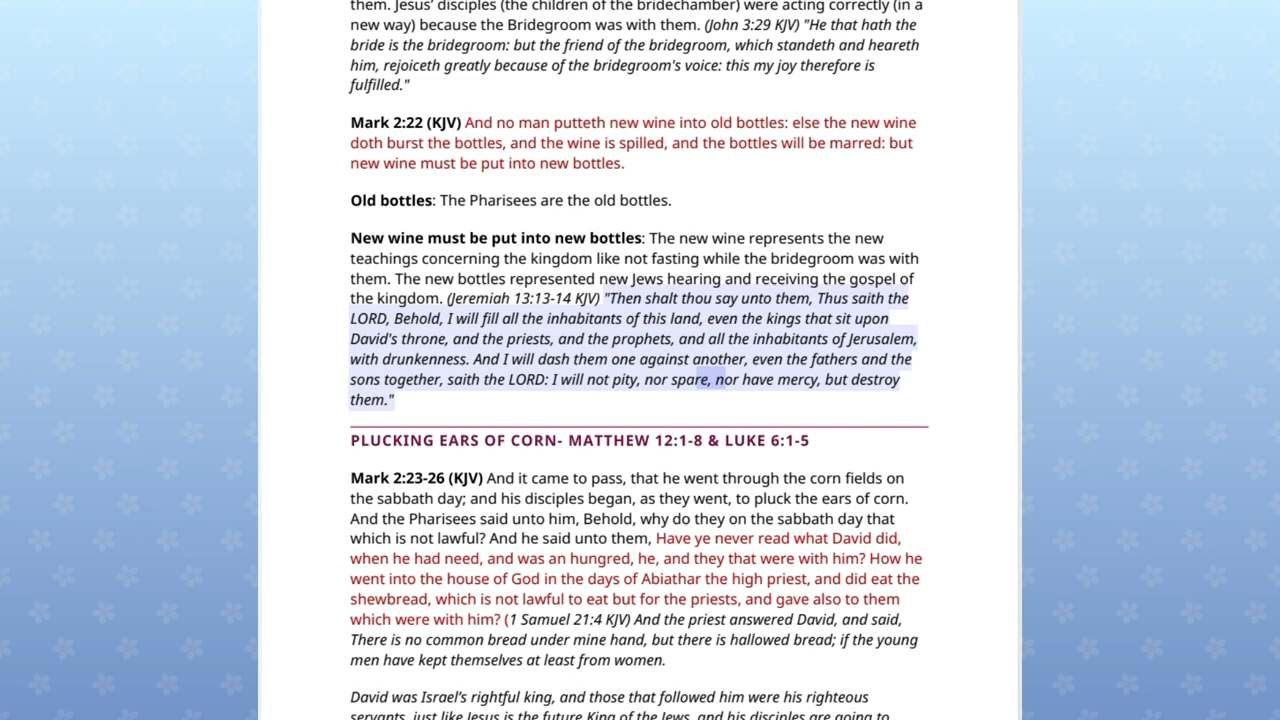 them. Jesus’ disciples (the children of the bridechamber) were acting correctly (in a
new way) because the Bridegroom was with them. (John 3:29 KJV) "He that hath the
bride is the bridegroom: but the friend of the bridegroom, which standeth and heareth
him, rejoiceth greatly because of the bridegroom's voice: this my joy therefore is
fulfilled."
Mark 2:22 (KJV) And no man putteth new wine into old bottles: else the new wine
doth burst the bottles, and the wine is spilled, and the bottles will be marred: but
new wine must be put into new bottles.
Old bottles: The Pharisees are the old bottles.
New wine must be put into new bottles: The new wine represents the new
teachings concerning the kingdom like not fasting while the bridegroom was with
them. The new bottles represented new Jews hearing and receiving the gospel of
the kingdom. (Jeremiah 13:13-14 KJV) "Then shalt thou say unto them, Thus saith the
LORD, Behold, I will fill all the inhabitants of this land, even the kings that sit upon
David's throne, and the priests, and the prophets, and all the inhabitants of Jerusalem,
with drunkenness. And I will dash them one against another, even the fathers and the
sons together, saith the LORD: I will not pity, nor spare, nor have mercy, but destroy
them."
PLUCKING EARS OF CORN- MATTHEW 12:1-8 & LUKE 6:1-5
Mark 2:23-26 (KJV) And it came to pass, that he went through the corn fields on
the sabbath day; and his disciples began, as they went, to pluck the ears of corn.
And the Pharisees said unto him, Behold, why do they on the sabbath day that
which is not lawful? And he said unto them, Have ye never read what David did,
when he had need, and was an hungred, he, and they that were with him? How he
went into the house of God in the days of Abiathar the high priest, and did eat the
shewbread, which is not lawful to eat but for the priests, and gave also to them
which were with him? (1 Samuel 21:4 KJV) And the priest answered David, and said,
There is no common bread under mine hand, but there is hallowed bread; if the young
men have kept themselves at least from women.
David was Israel’s rightful king, and those that followed him were his righteous
servants, just like Jesus is the future King of the Jews, and his disciples are going to